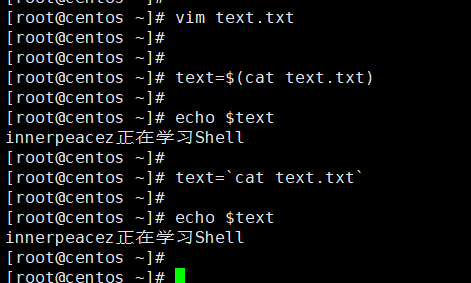 [root@centos ~]#
[root@centos ~]# vim text.txt
[root@centos ~]#
[root@centos ~]#
[root@centos ~]# text=$(cat text.txt)
[root@centos ~]#
[root@centos ~]# echo $text
innerpeacez正在学习Shell
[root@centos ~]#
[root@centos ~]# text=`cat text.txt`
[root@centos ~]#
[root@centos ~]# echo $text
innerpeacez正在学习Shell
[root@centos ~]#
[root@centos ~]#